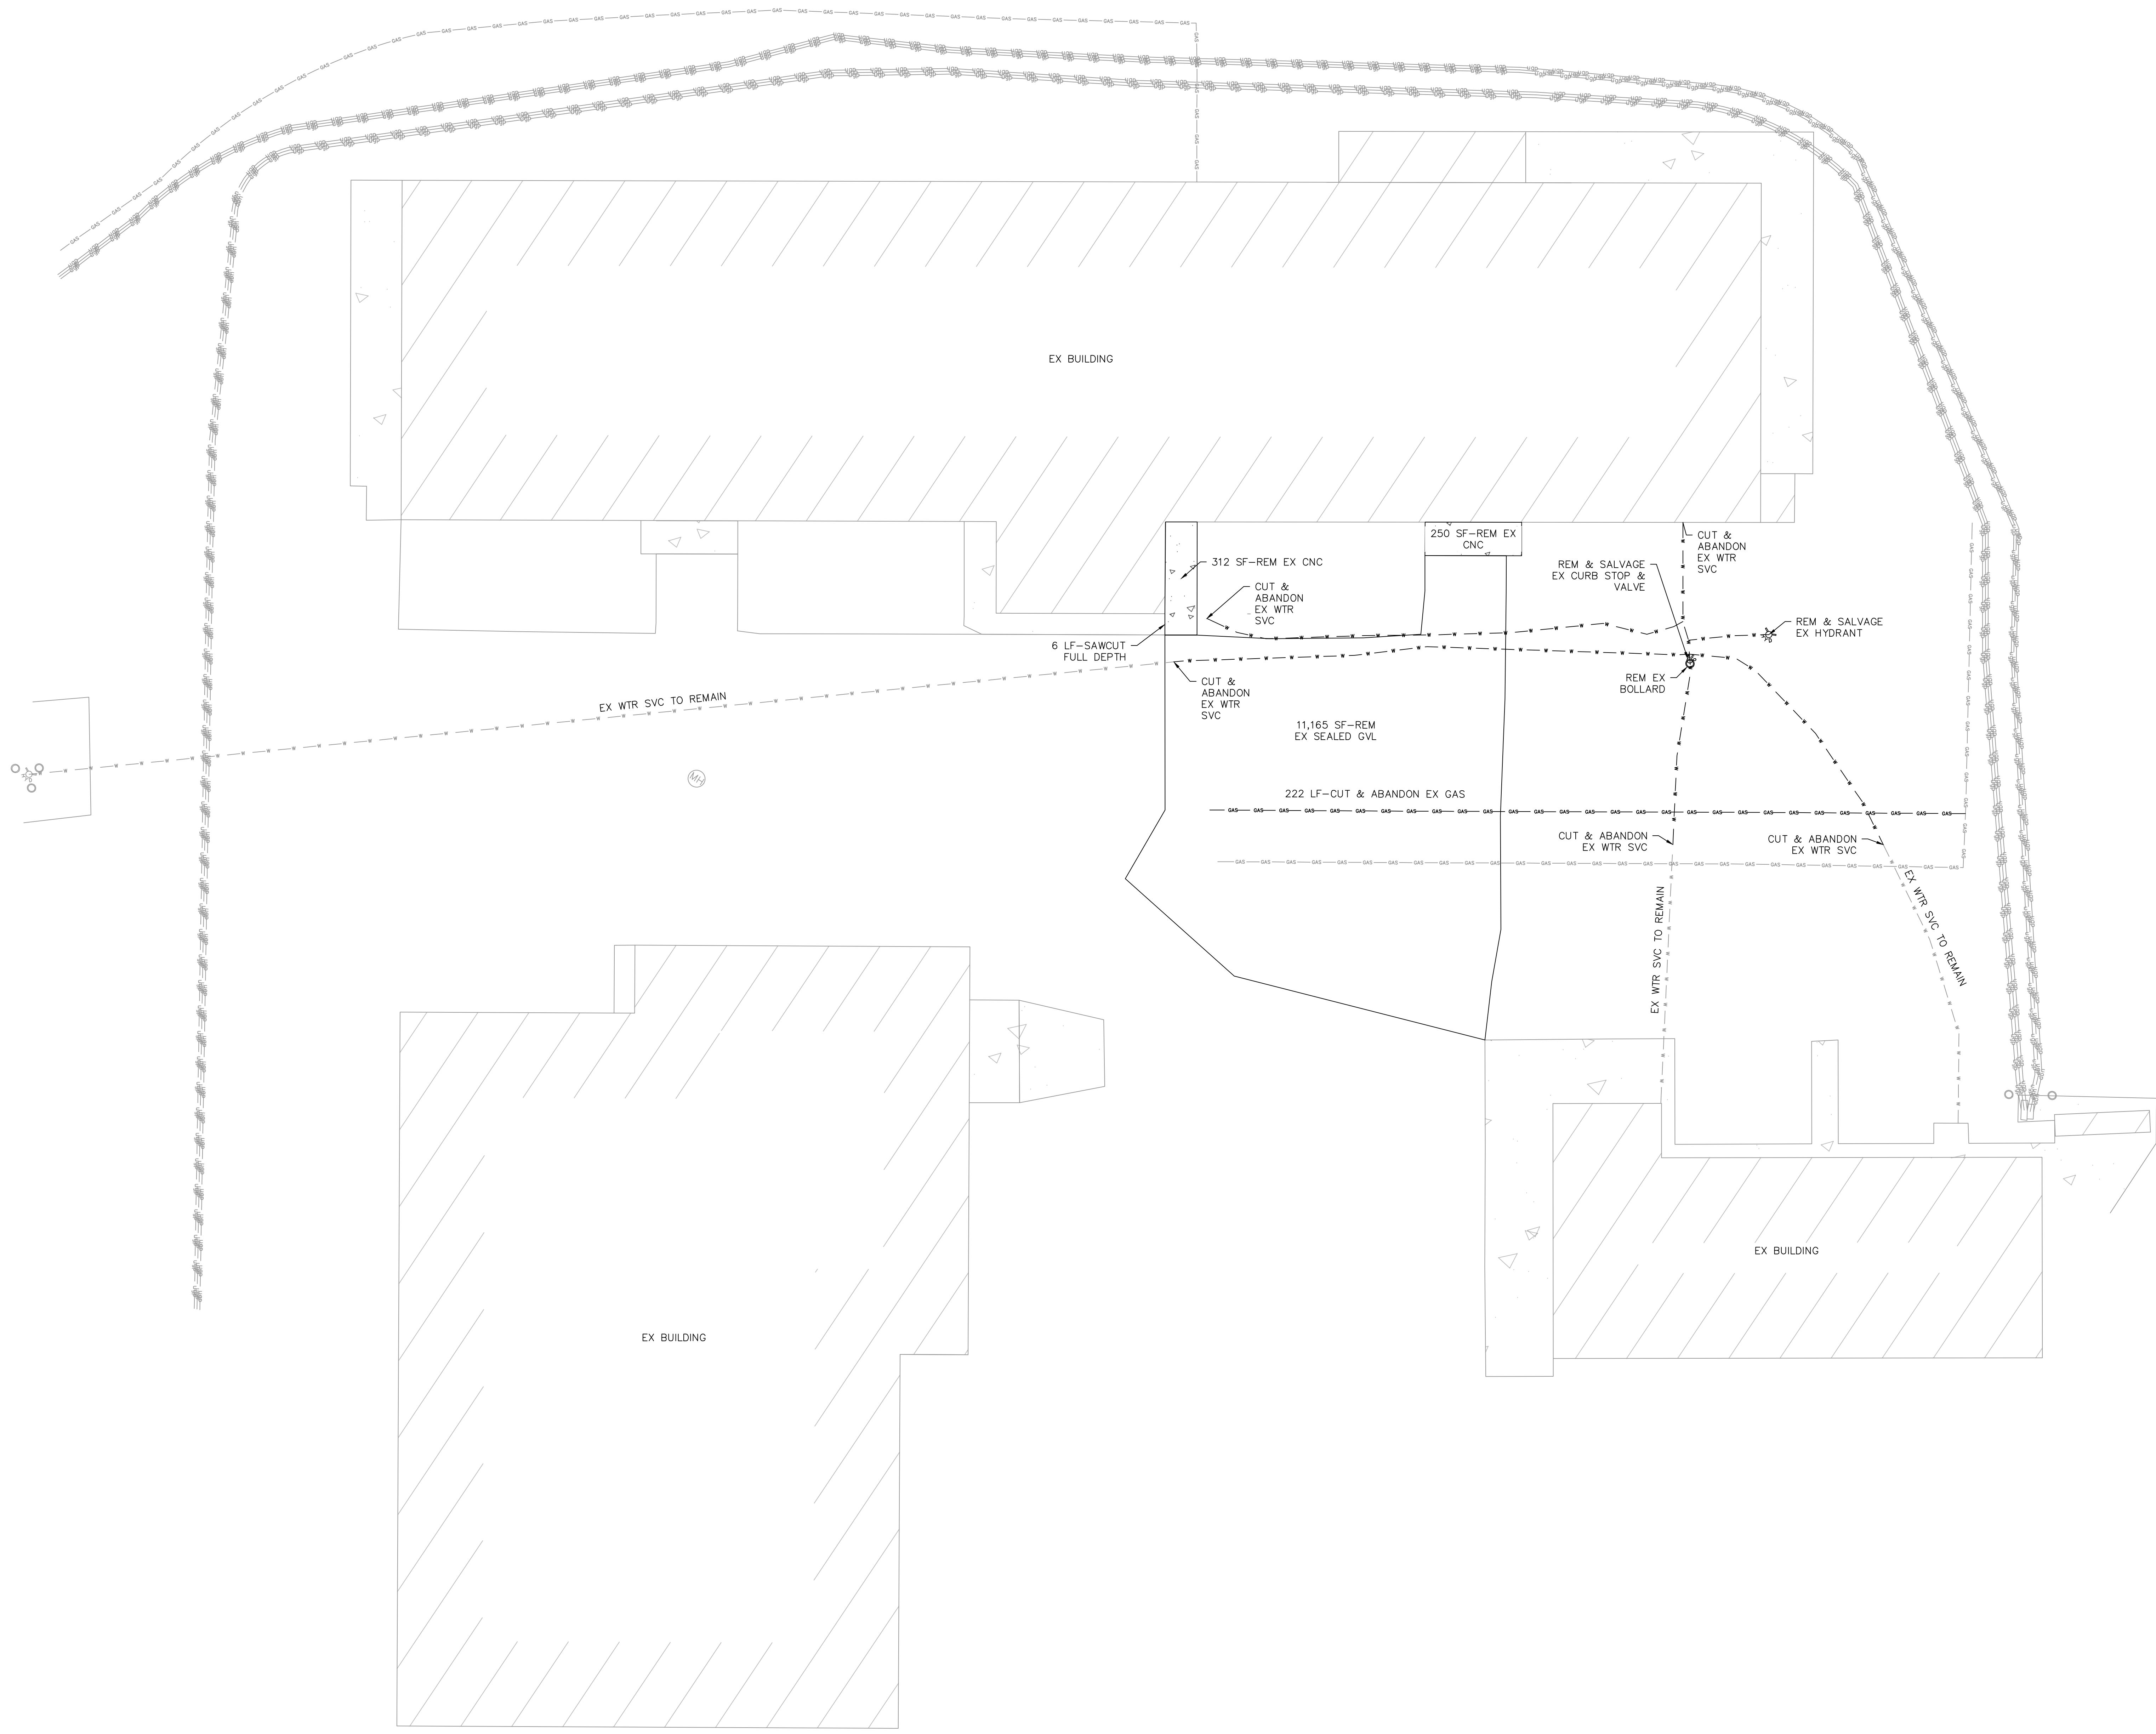 EX BUILDING
250 SF-REM EX
CNC
312 SF-REM EX CNC
CUT &
ABANDON
EX WTR
SVC
REM & SALVAGE
EX CURB STOP &
VALVE
CUT &
ABANDON
EX WTR
SVC
REM & SALVAGE
EX HYDRANT
6 LF-SAWCUT
FULL DEPTH
CUT &
ABANDON
EX WTR
SVC
REM EX
BOLLARD
EX WTR SVC TO REMAIN
11,165 SF-REM
EX SEALED GVL
MH
222 LF-CUT & ABANDON EX GAS
CUT & ABANDON
EX WTR SVC
CUT & ABANDON
EX WTR SVC
EX WTR SVC TO REMAIN
EX WTR SVC TO REMAIN
EX BUILDING
EX BUILDING
GAS
GAS
GAS
W
W